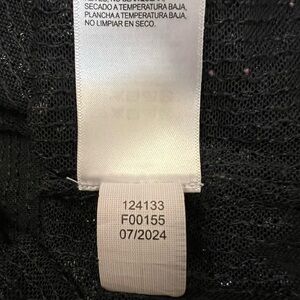 SECADO A TEMPERATURA BAJA,
PLANCHA A TEMPERATURA BAJA,
NO LIMPIAR EN SECO.
124133
F00155
07/2024